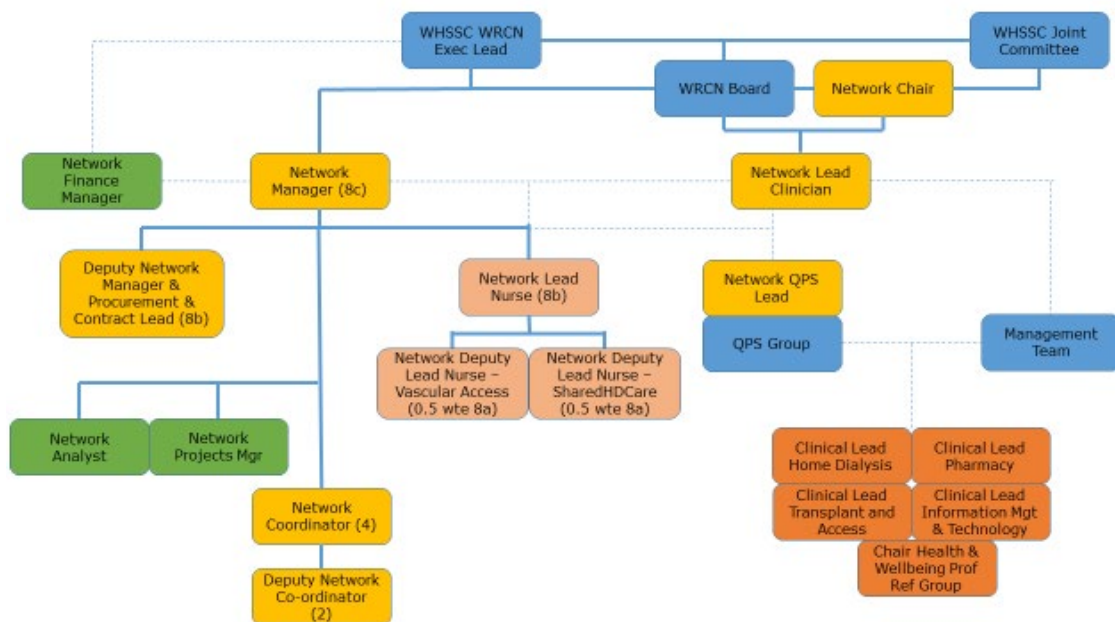 WHSSC WRCN
Exec Lead
WHSSC Joint
Committee
WRCN Board
Network Chair
Network
Finance
Manager
Network
Manager (8c)
Network Lead
Clinician
Deputy Network
Manager &
Procurement &
Contract Lead (8b)
Network Lead
Nurse (8b)
Network QPS
Lead
QPS Group
Management
Team
Network Deputy
Lead Nurse –
Vascular Access
(0.5 wte 8a)
Network Deputy
Lead Nurse –
SharedHDCare
(0.5 wte 8a)
Network
Analyst
Network
Projects Mgr
Clinical Lead
Home Dialysis
Clinical Lead
Pharmacy
Clinical Lead
Transplant and
Access
Clinical Lead
Information Mgt
& Technology
Chair Health &
Wellbeing Prof
Ref Group
Network
Coordinator (4)
Deputy Network
Co-ordinator
(2)